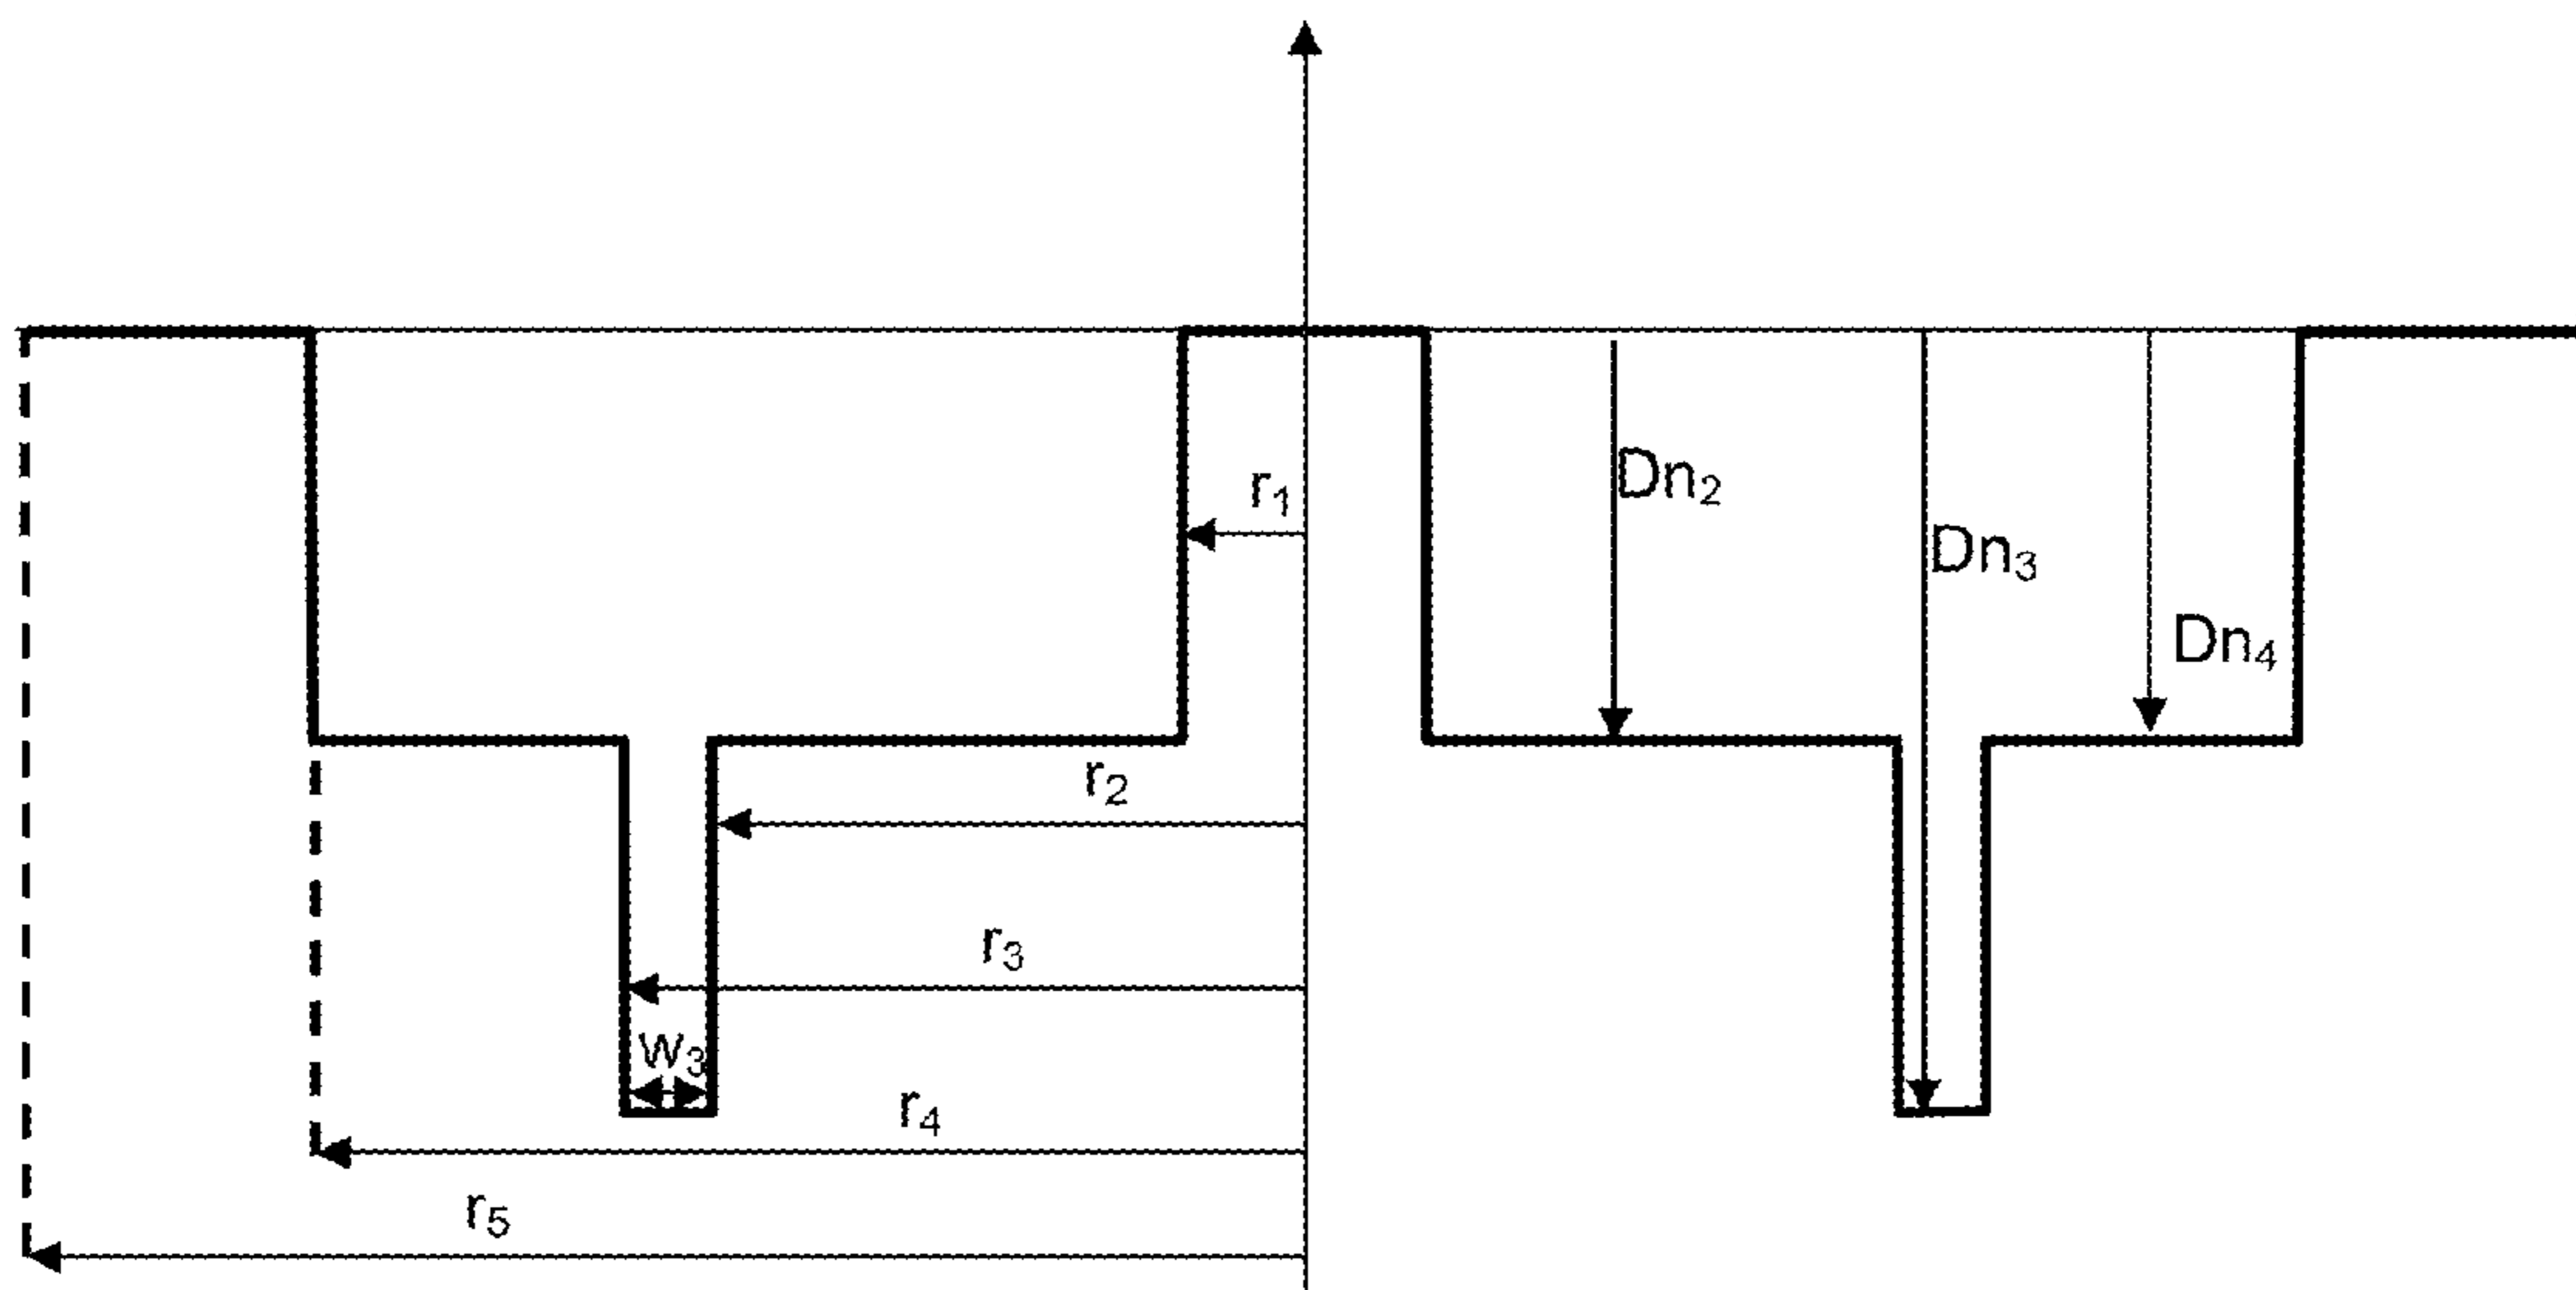 r₁
Dn₂
Dn₃
Dn₄
r₂
r₃
w₃
r₄
r₅